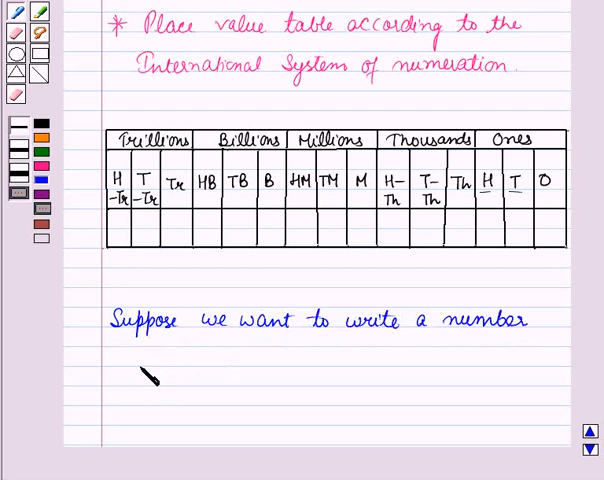 * Place value table according to the
International System of numeration.
Trillions Billions Millions Thousands Ones
H-Tr T-Tr Tr HB TB B HM TM M H-Th T-Th Th H T O
Suppose we want to write a number